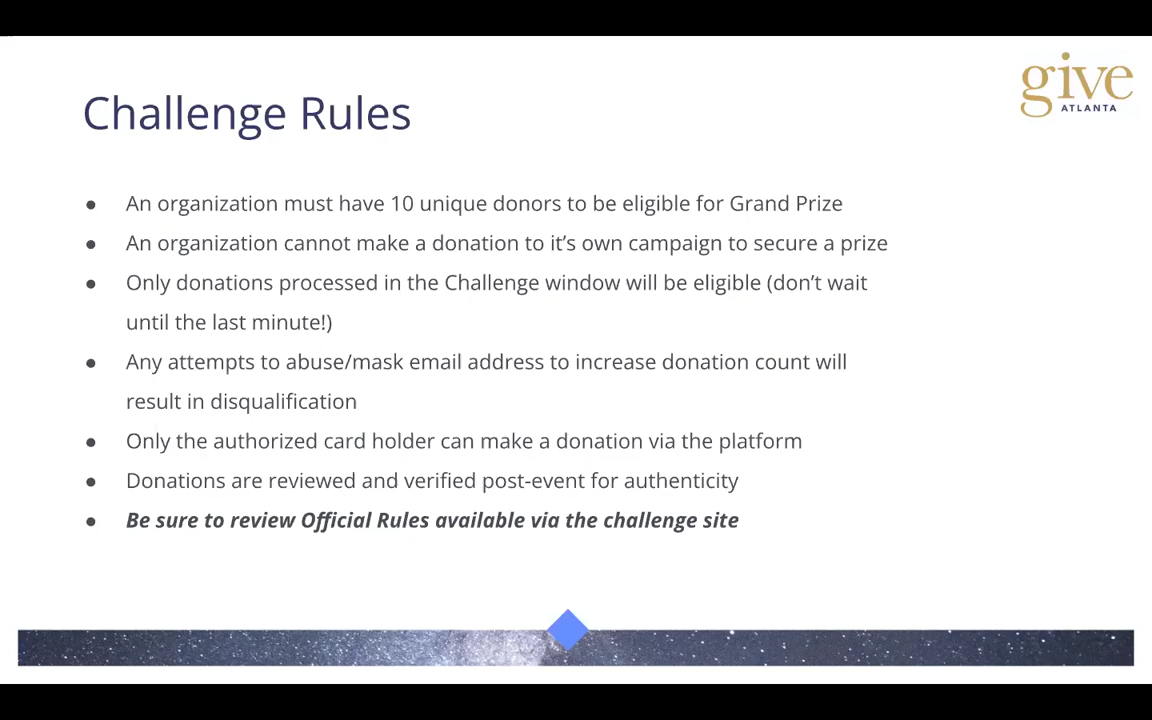 give
ATLANTA
Challenge Rules
● An organization must have 10 unique donors to be eligible for Grand Prize
● An organization cannot make a donation to it’s own campaign to secure a prize
● Only donations processed in the Challenge window will be eligible (don’t wait
until the last minute!)
● Any attempts to abuse/mask email address to increase donation count will
result in disqualification
● Only the authorized card holder can make a donation via the platform
● Donations are reviewed and verified post-event for authenticity
● Be sure to review Official Rules available via the challenge site